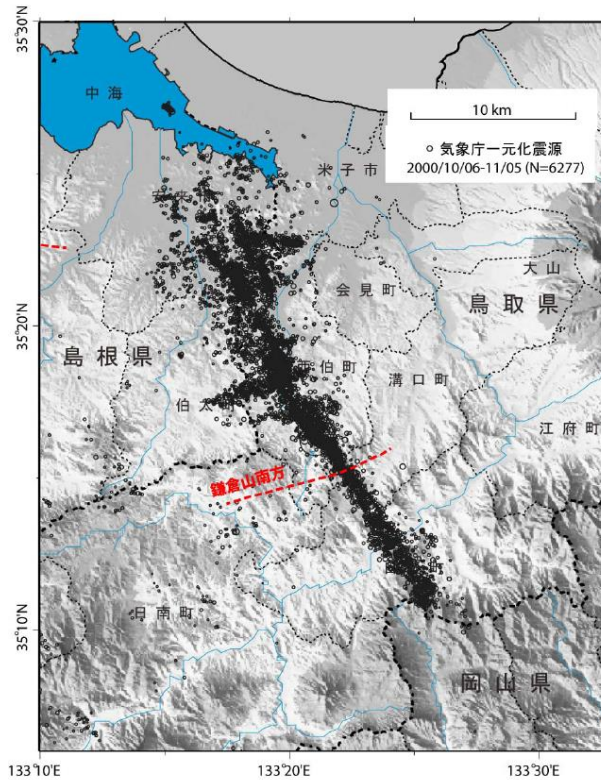 35°30'N
中海
10 km
気象庁一元化震源
2000/10/06-11/05 (N=6277)
米子市
大山
会見町
鳥取県
35°20'N
島根県
西伯町
溝口町
伯太町
江府町
鎌倉山南方
35°10'N
日南町
岡山県
133°10'E
133°20'E
133°30'E